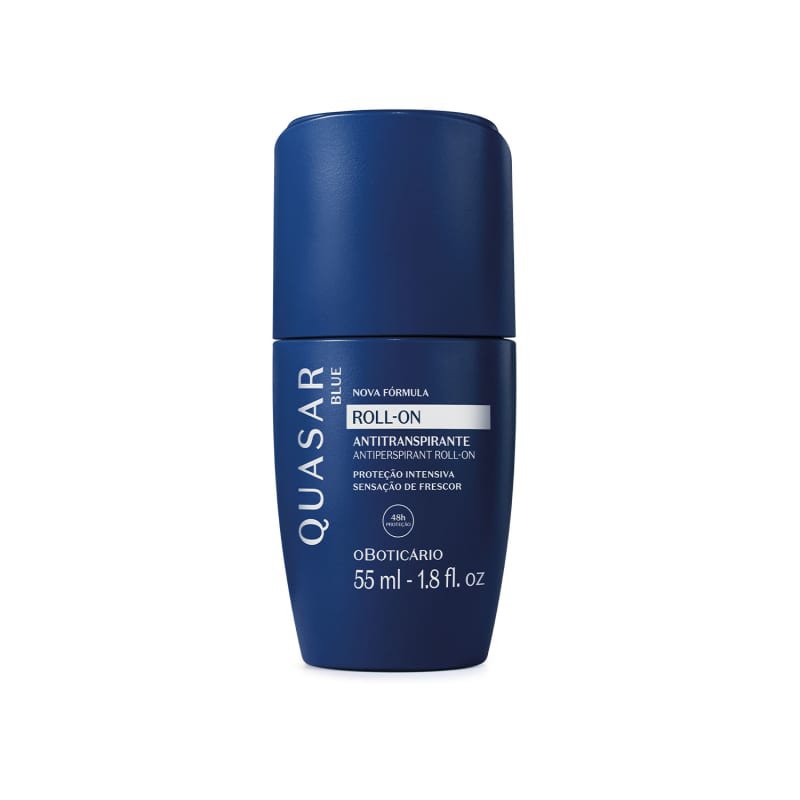 QUASAR
BLUE
NOVA FÓRMULA
ROLL-ON
ANTITRANSPIRANTE
ANTIPERSPIRANT ROLL-ON
PROTEÇÃO INTENSIVA
SENSAÇÃO DE FRESCOR
48h
PROTEÇÃO
OBOTICÁRIO
55 ml - 1.8 fl. oz